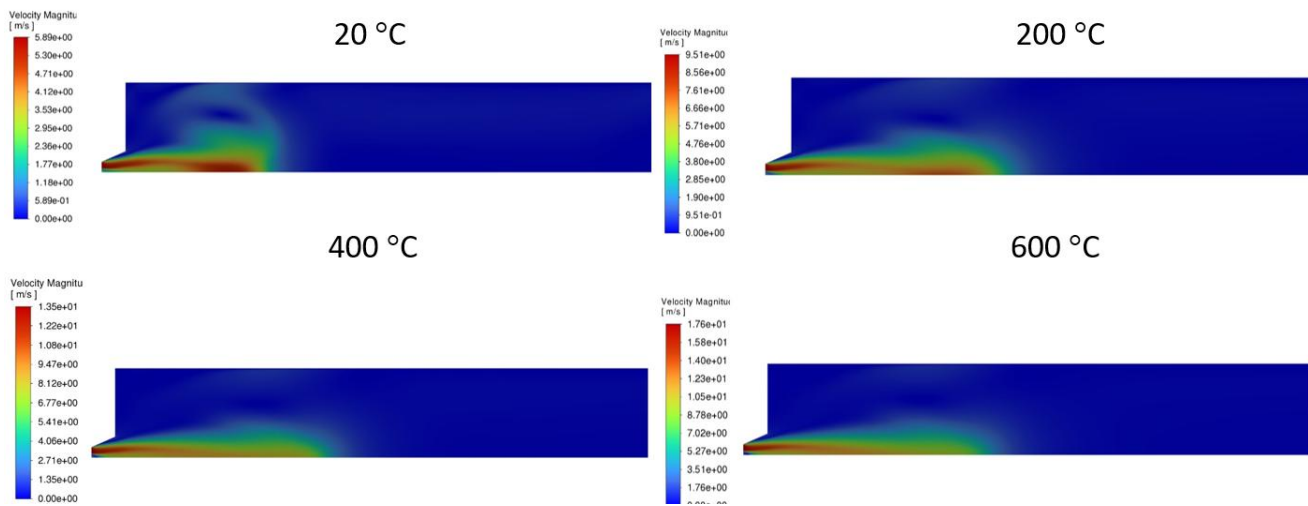 Velocity Magnitu
[ m/s ]
20 °C
5.89e+00
5.30e+00
4.71e+00
4.12e+00
3.53e+00
2.95e+00
2.36e+00
1.77e+00
1.18e+00
5.89e-01
0.00e+00
Velocity Magnitu
[ m/s ]
200 °C
9.51e+00
8.56e+00
7.61e+00
6.66e+00
5.71e+00
4.76e+00
3.80e+00
2.85e+00
1.90e+00
9.51e-01
0.00e+00
400 °C
Velocity Magnitu
[ m/s ]
1.35e+01
1.22e+01
1.08e+01
9.47e+00
8.12e+00
6.77e+00
5.41e+00
4.06e+00
2.71e+00
1.35e+00
0.00e+00
600 °C
Velocity Magnitu
[ m/s ]
1.76e+01
1.58e+01
1.40e+01
1.23e+01
1.05e+01
8.78e+00
7.02e+00
5.27e+00
3.51e+00
1.76e+00